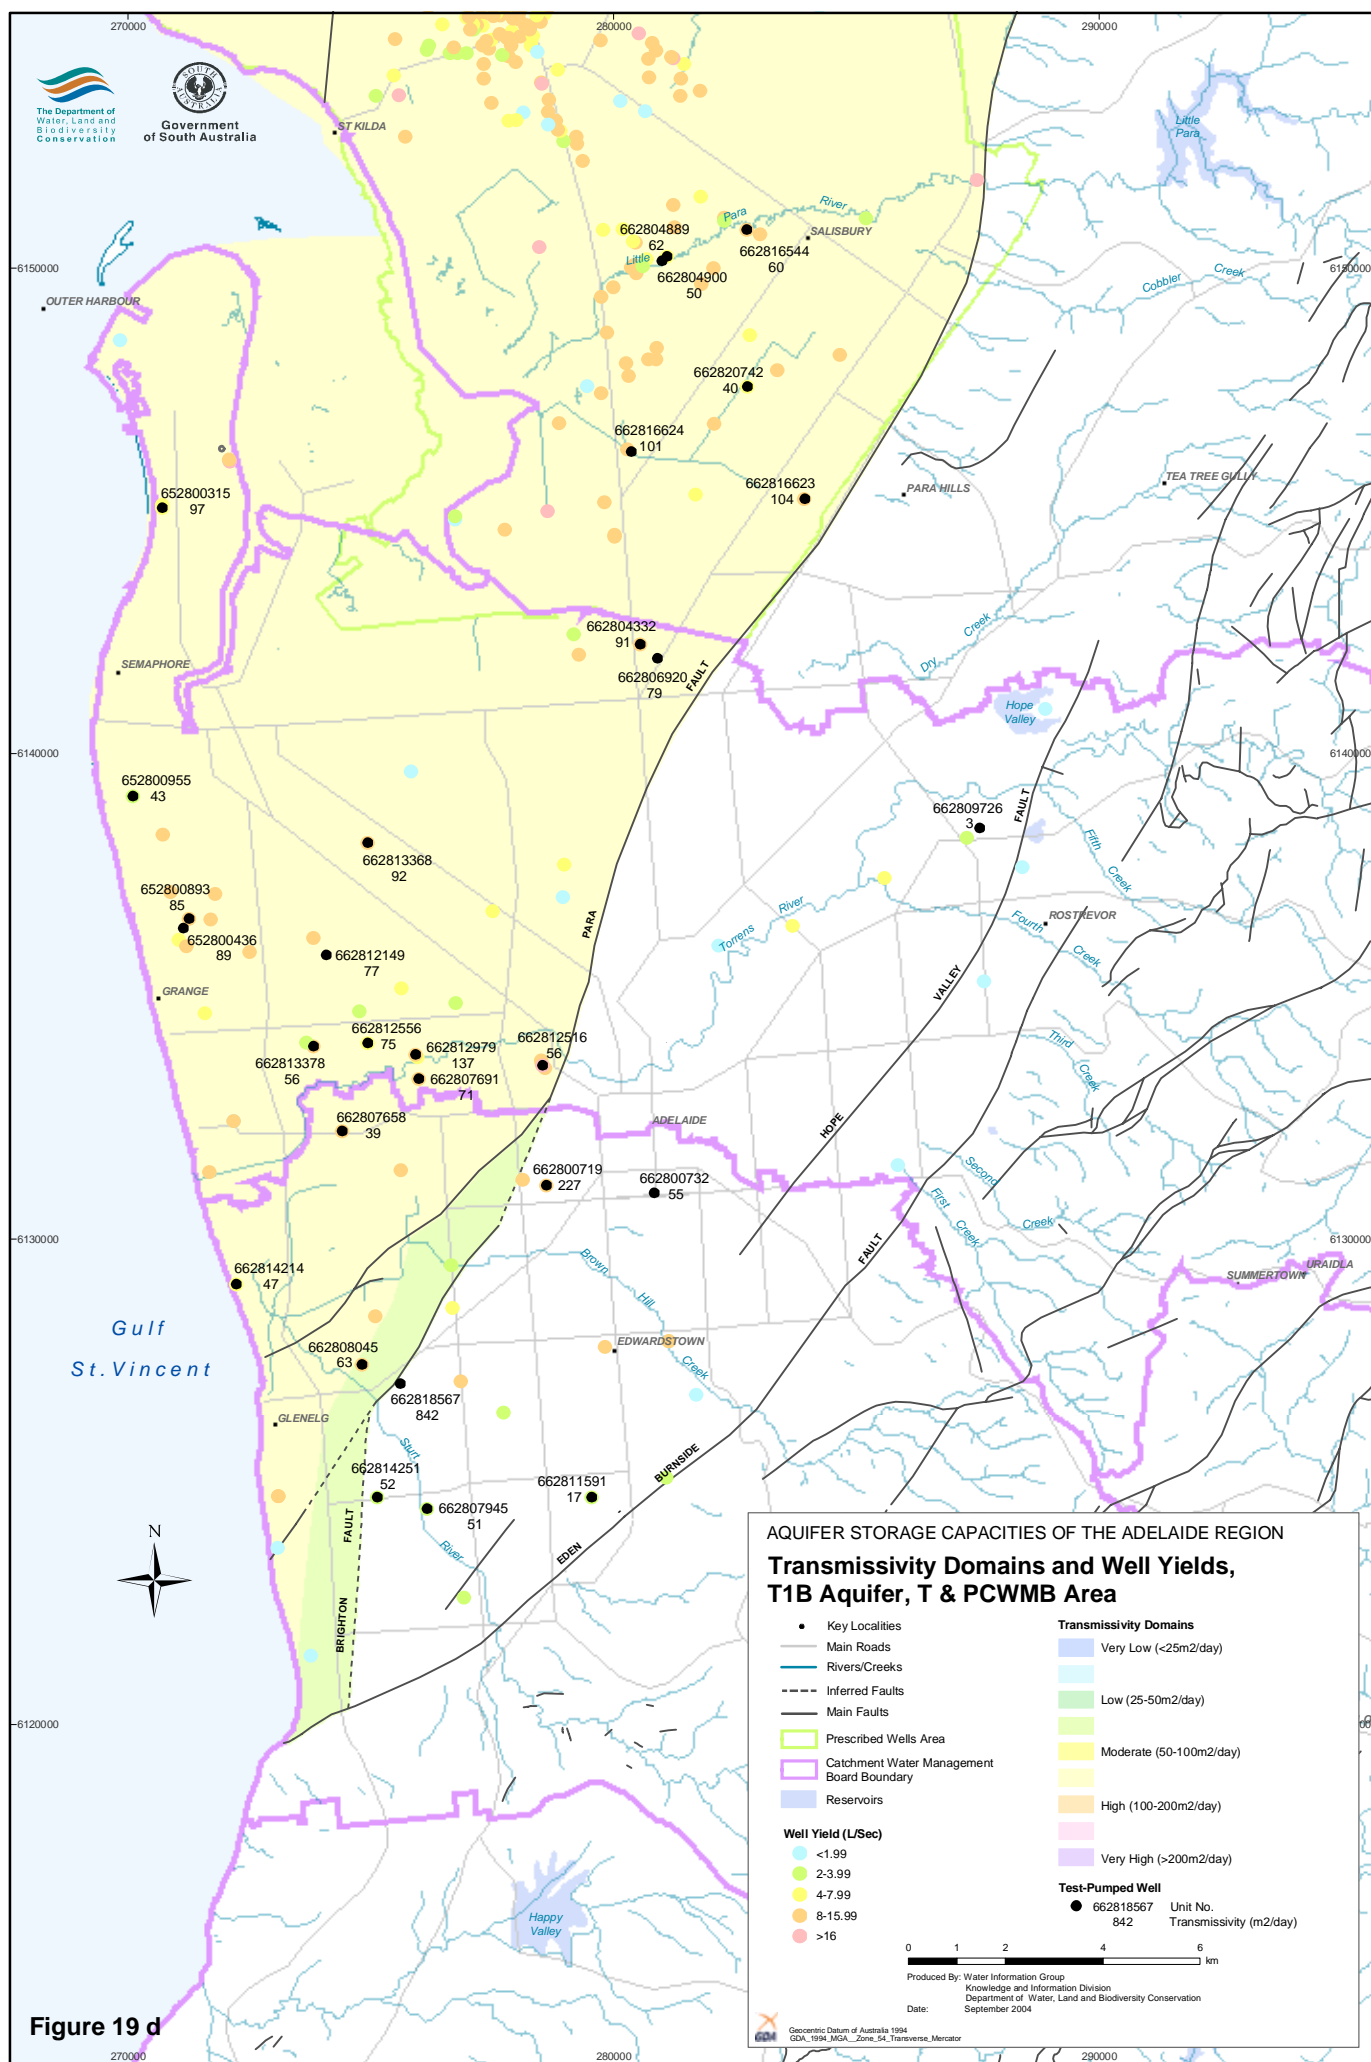 270000
280000
290000
The Department of
Water, Land and
Biodiversity
Conservation
SOUTH
AUSTRALIA
Government
of South Australia
ST KILDA
Little
Para
Para
River
SALISBURY
662804889
62
Little
662816544
60
662804900
50
6150000
6150000
Cobbler
Creek
OUTER HARBOUR
662820742
40
662816624
101
662816623
104
PARA HILLS
TEA TREE GULLY
652800315
97
662804332
91
662806920
79
FAULT
Dry
Creek
SEMAPHORE
Hope
Valley
6140000
6140000
652800955
43
662809726
3
FAULT
662813368
92
Fifth
Creek
652800893
85
PARA
River
Torrens
Fourth
Creek
ROSTREVOR
652800436
89
662812149
77
VALLEY
GRANGE
662812556
75
662812979
137
662812516
56
662813378
56
662807691
71
Third
Creek
HOPE
662807658
39
ADELAIDE
662800719
227
662800732
55
Second
Creek
First
Creek
FAULT
6130000
Brown
Hill
Creek
662814214
47
SUMMERTOWN
URAIDLA
Gulf
St.Vincent
662808045
63
EDWARDSTOWN
662818567
842
GLENELG
Sturt
River
662814251
52
662811591
17
662807945
51
BURNSIDE
EDEN
FAULT
BRIGHTON
N
6130000
6120000
AQUIFER STORAGE CAPACITIES OF THE ADELAIDE REGION
Transmissivity Domains and Well Yields,
T1B Aquifer, T & PCWMB Area
Key Localities
Main Roads
Rivers/Creeks
Inferred Faults
Main Faults
Prescribed Wells Area
Catchment Water Management
Board Boundary
Reservoirs
Well Yield (L/Sec)
<1.99
2-3.99
4-7.99
8-15.99
>16
Transmissivity Domains
Very Low (<25m2/day)
Low (25-50m2/day)
Moderate (50-100m2/day)
High (100-200m2/day)
Very High (>200m2/day)
Test-Pumped Well
662818567 Unit No.
842 Transmissivity (m2/day)
0 1 2 4 6
km
Produced By: Water Information Group
Knowledge and Information Division
Department of Water, Land and Biodiversity Conservation
Date: September 2004
GDA
Geocentric Datum of Australia 1994
GDA_1994_MGA__Zone_54_Transverse_Mercator
Happy
Valley
Figure 19 d
270000
280000
290000